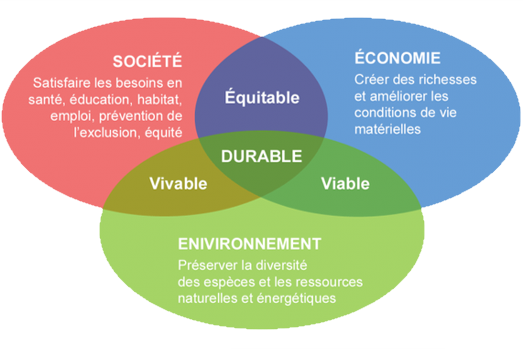 SOCIÉTÉ
Satisfaire les besoins en
santé, éducation, habitat,
emploi, prévention de
l'exclusion, équité
ÉCONOMIE
Créer des richesses
et améliorer les
conditions de vie
matérielles
Équitable
DURABLE
Vivable
Viable
ENIVIRONNEMENT
Préserver la diversité
des espèces et les ressources
naturelles et énergétiques